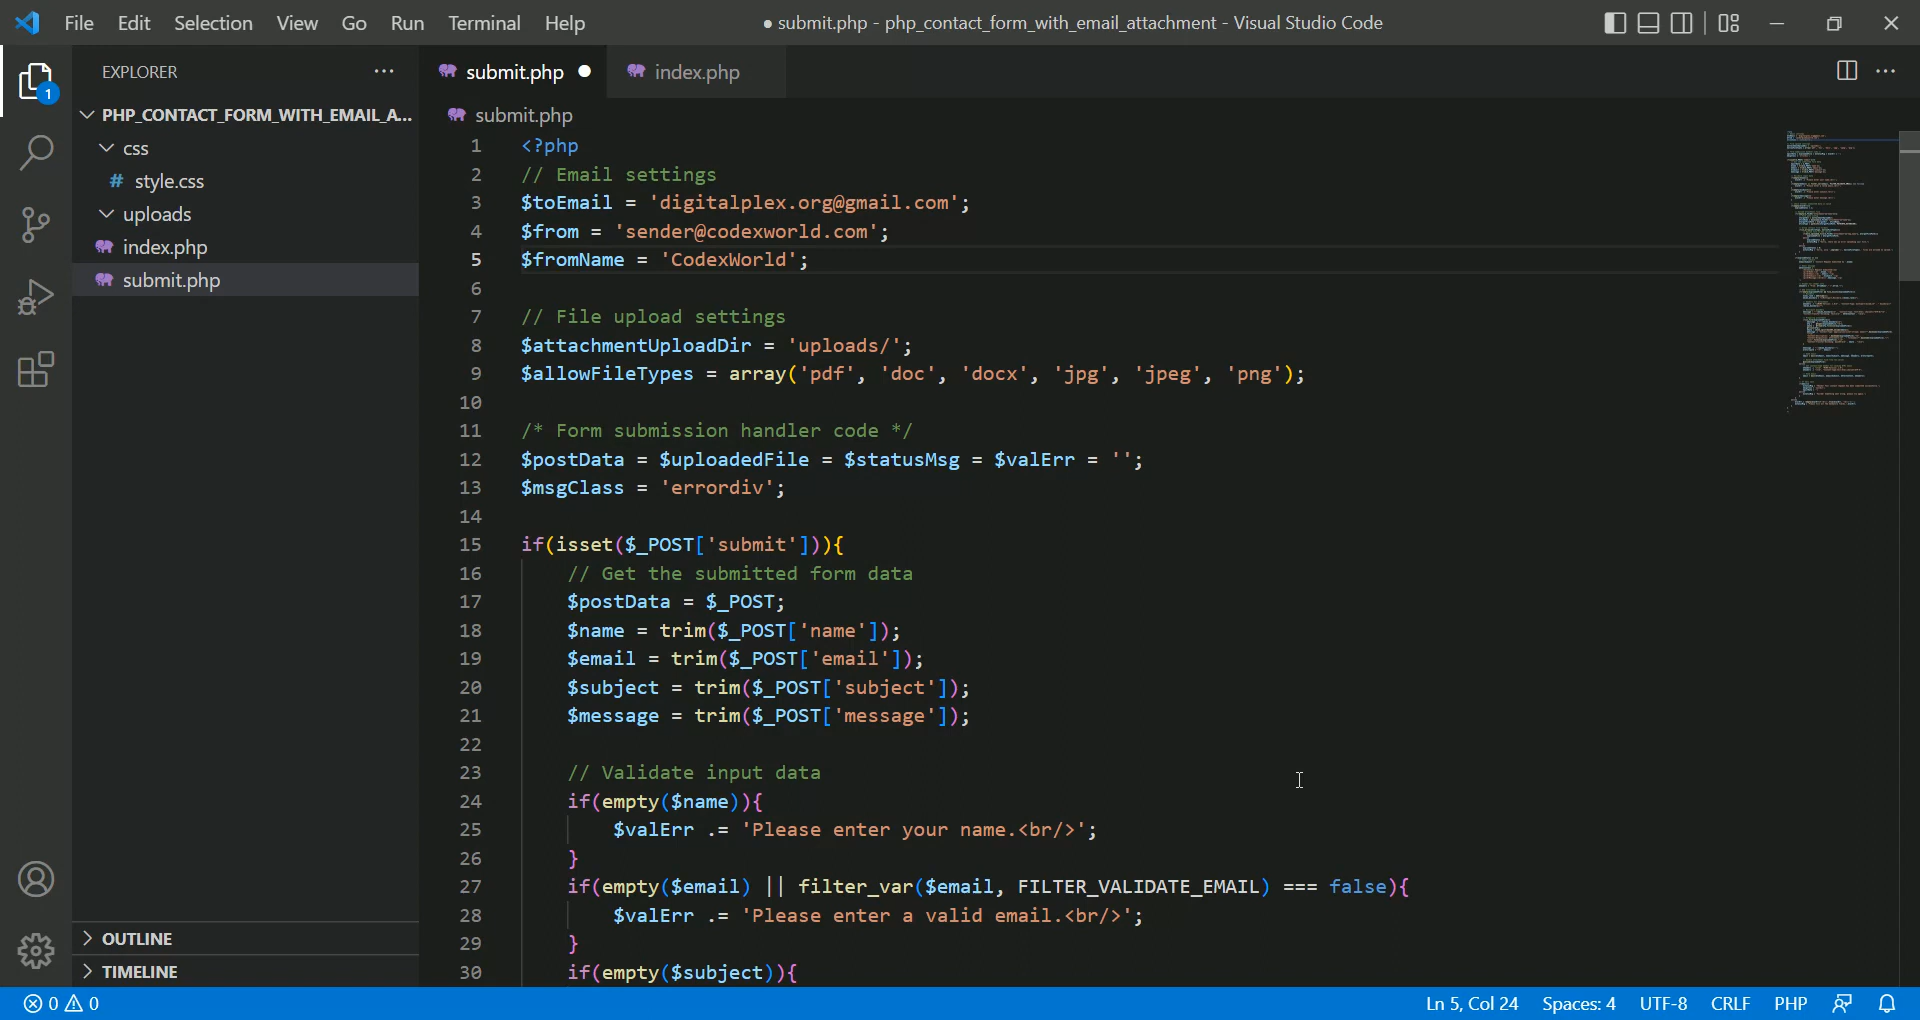 File Edit Selection View Go Run Terminal Help
● submit.php - php_contact_form_with_email_attachment - Visual Studio Code
EXPLORER
submit.php
index.php
1
PHP_CONTACT_FORM_WITH_EMAIL_A...
css
# style.css
uploads
index.php
submit.php
OUTLINE
TIMELINE
submit.php
1 <?php
2 // Email settings
3 $toEmail = 'digitalplex.org@gmail.com';
4 $from = 'sender@codexworld.com';
5 $fromName = 'CodexWorld';
6
7 // File upload settings
8 $attachmentUploadDir = 'uploads/';
9 $allowFileTypes = array('pdf', 'doc', 'docx', 'jpg', 'jpeg', 'png');
10
11 /* Form submission handler code */
12 $postData = $uploadedFile = $statusMsg = $valErr = '';
13 $msgClass = 'errordiv';
14
15 if(isset($_POST['submit'])){
16 // Get the submitted form data
17 $postData = $_POST;
18 $name = trim($_POST['name']);
19 $email = trim($_POST['email']);
20 $subject = trim($_POST['subject']);
21 $message = trim($_POST['message']);
22
23 // Validate input data
24 if(empty($name)){
25 $valErr .= 'Please enter your name.<br/>';
26 }
27 if(empty($email) || filter_var($email, FILTER_VALIDATE_EMAIL) === false){
28 $valErr .= 'Please enter a valid email.<br/>';
29 }
30 if(empty($subject)){
0 0
Ln 5, Col 24 Spaces: 4 UTF-8 CRLF PHP